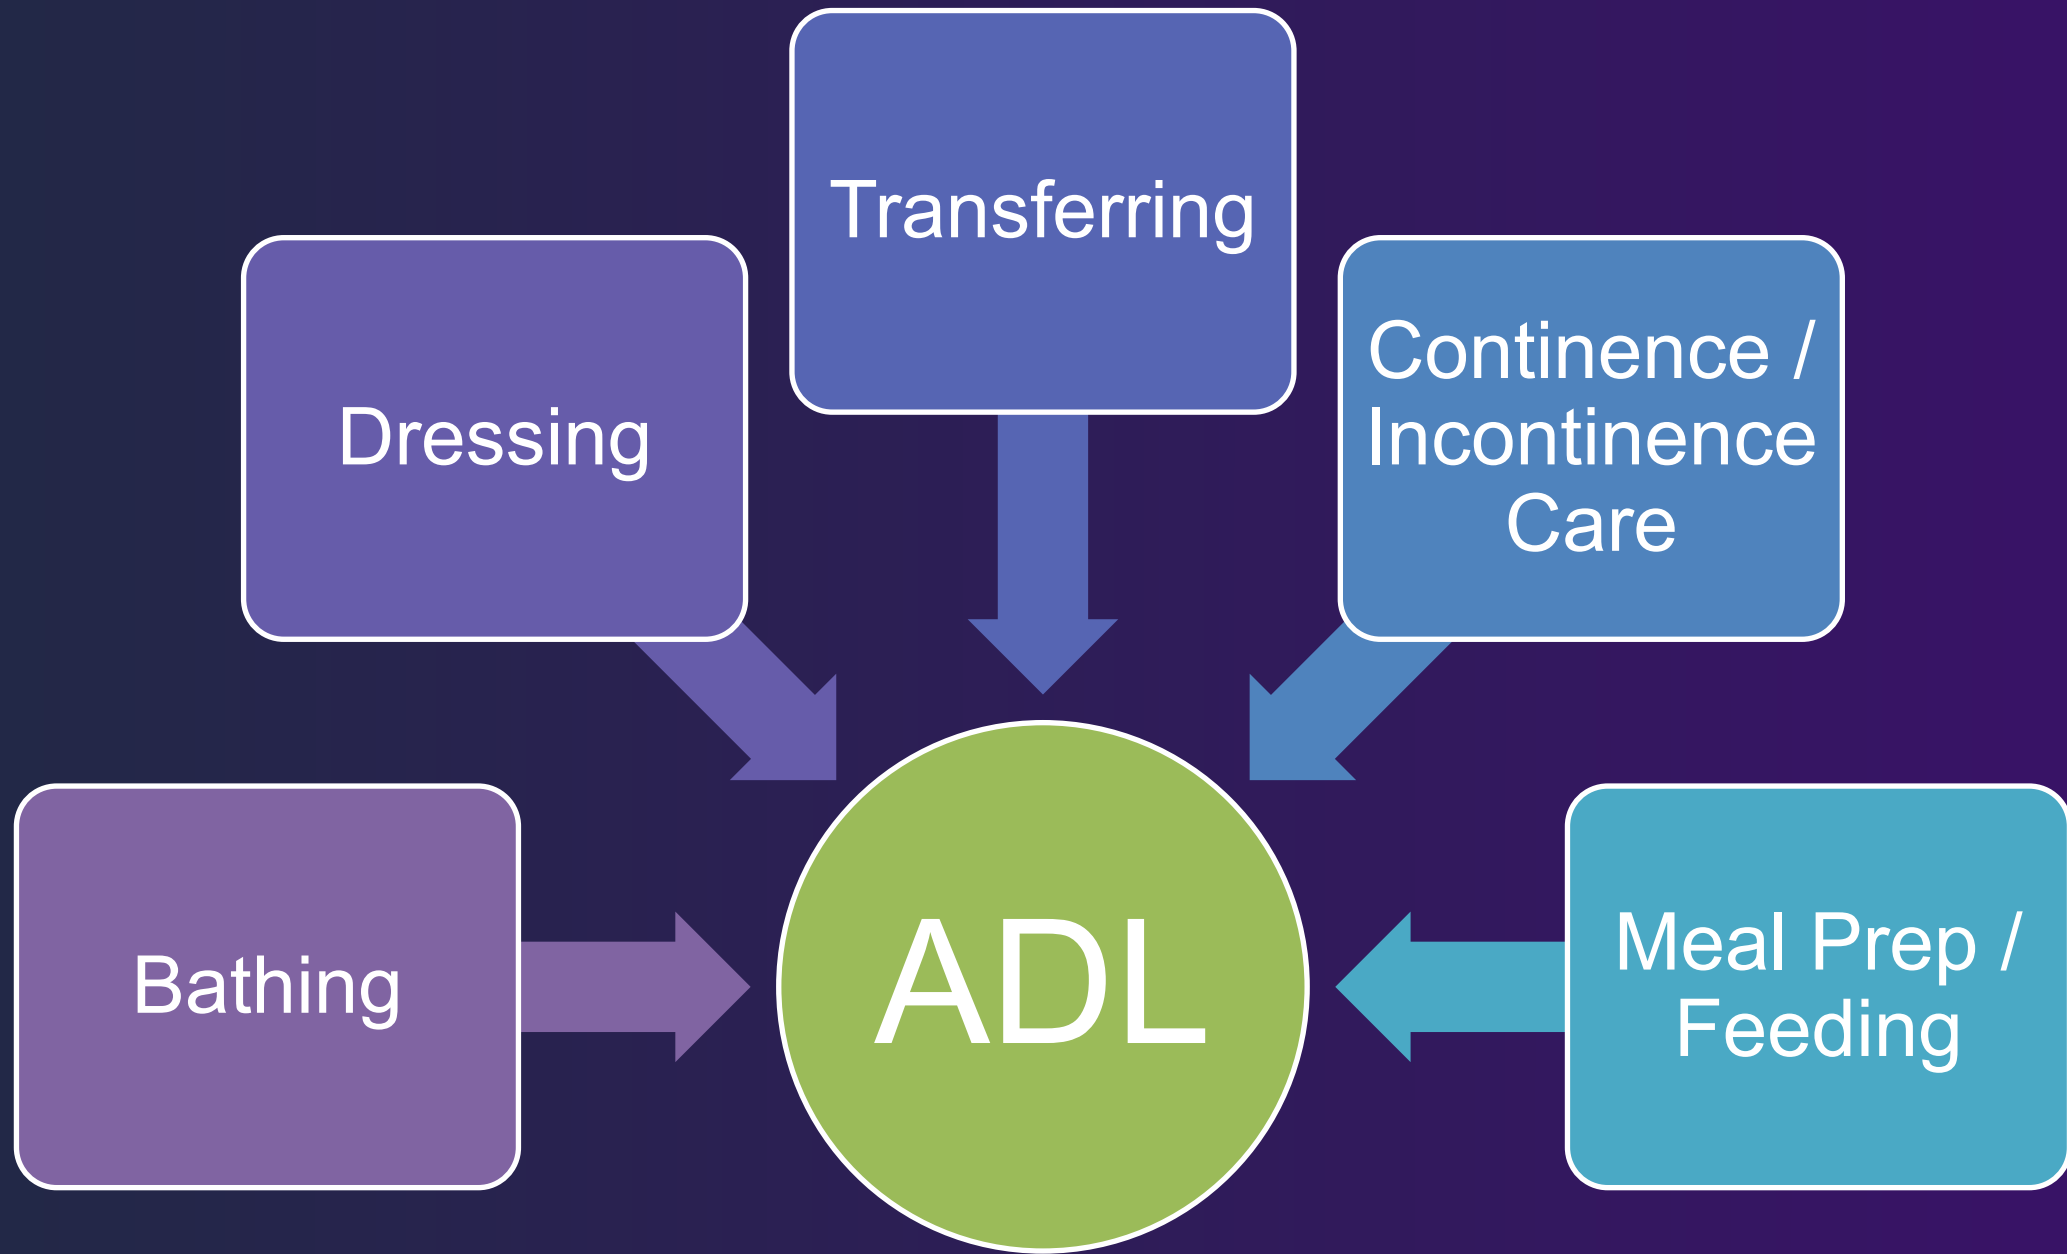 Transferring
Dressing
Continence /
Incontinence
Care
Bathing
ADL
Meal Prep /
Feeding